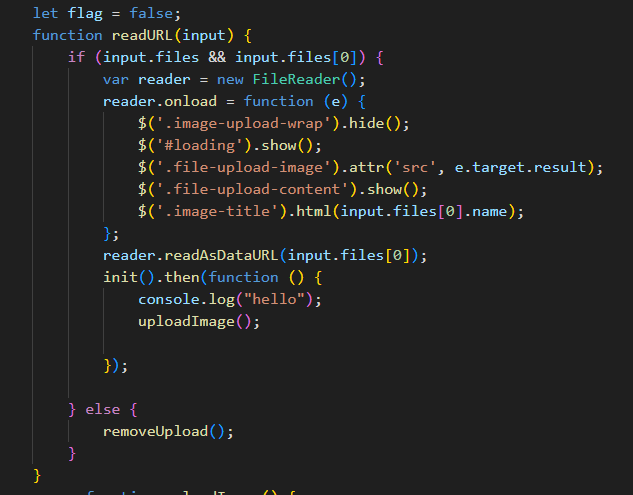 let flag = false;
function readURL(input) {
    if (input.files && input.files[0]) {
        var reader = new FileReader();
        reader.onload = function (e) {
            $('.image-upload-wrap').hide();
            $('#loading').show();
            $('.file-upload-image').attr('src', e.target.result);
            $('.file-upload-content').show();
            $('.image-title').html(input.files[0].name);
        };
        reader.readAsDataURL(input.files[0]);
        init().then(function () {
            console.log("hello");
            uploadImage();
        });
    } else {
        removeUpload();
    }
}